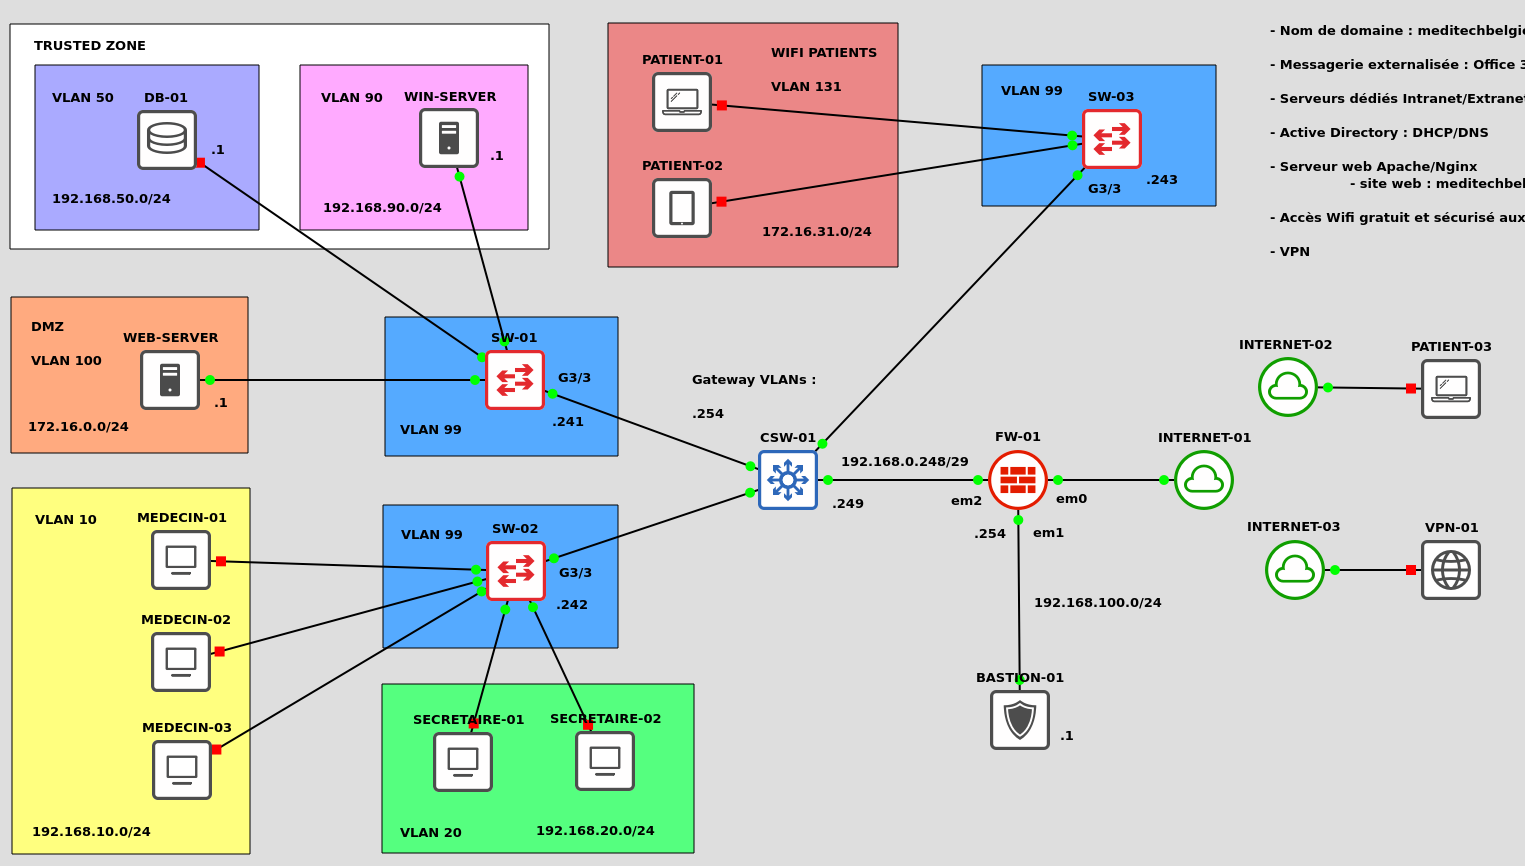 TRUSTED ZONE
VLAN 50
DB-01
.1
192.168.50.0/24
VLAN 90
WIN-SERVER
.1
192.168.90.0/24
PATIENT-01
WIFI PATIENTS
VLAN 131
PATIENT-02
172.16.31.0/24
VLAN 99
SW-03
.243
G3/3
- Nom de domaine : meditechbelgi
- Messagerie externalisée : Office
- Serveurs dédiés Intranet/Extranet
- Active Directory : DHCP/DNS
- Serveur web Apache/Nginx
- site web : meditechbel
- Accès Wifi gratuit et sécurisé aux
- VPN
DMZ
WEB-SERVER
VLAN 100
.1
172.16.0.0/24
SW-01
G3/3
.241
VLAN 99
Gateway VLANs :
.254
INTERNET-02
PATIENT-03
CSW-01
192.168.0.248/29
.249
FW-01
em2
em0
.254
em1
INTERNET-01
INTERNET-03
VPN-01
VLAN 10
MEDECIN-01
MEDECIN-02
MEDECIN-03
192.168.10.0/24
VLAN 99
SW-02
G3/3
.242
192.168.100.0/24
BASTION-01
.1
SECRETAIRE-01
SECRETAIRE-02
VLAN 20
192.168.20.0/24